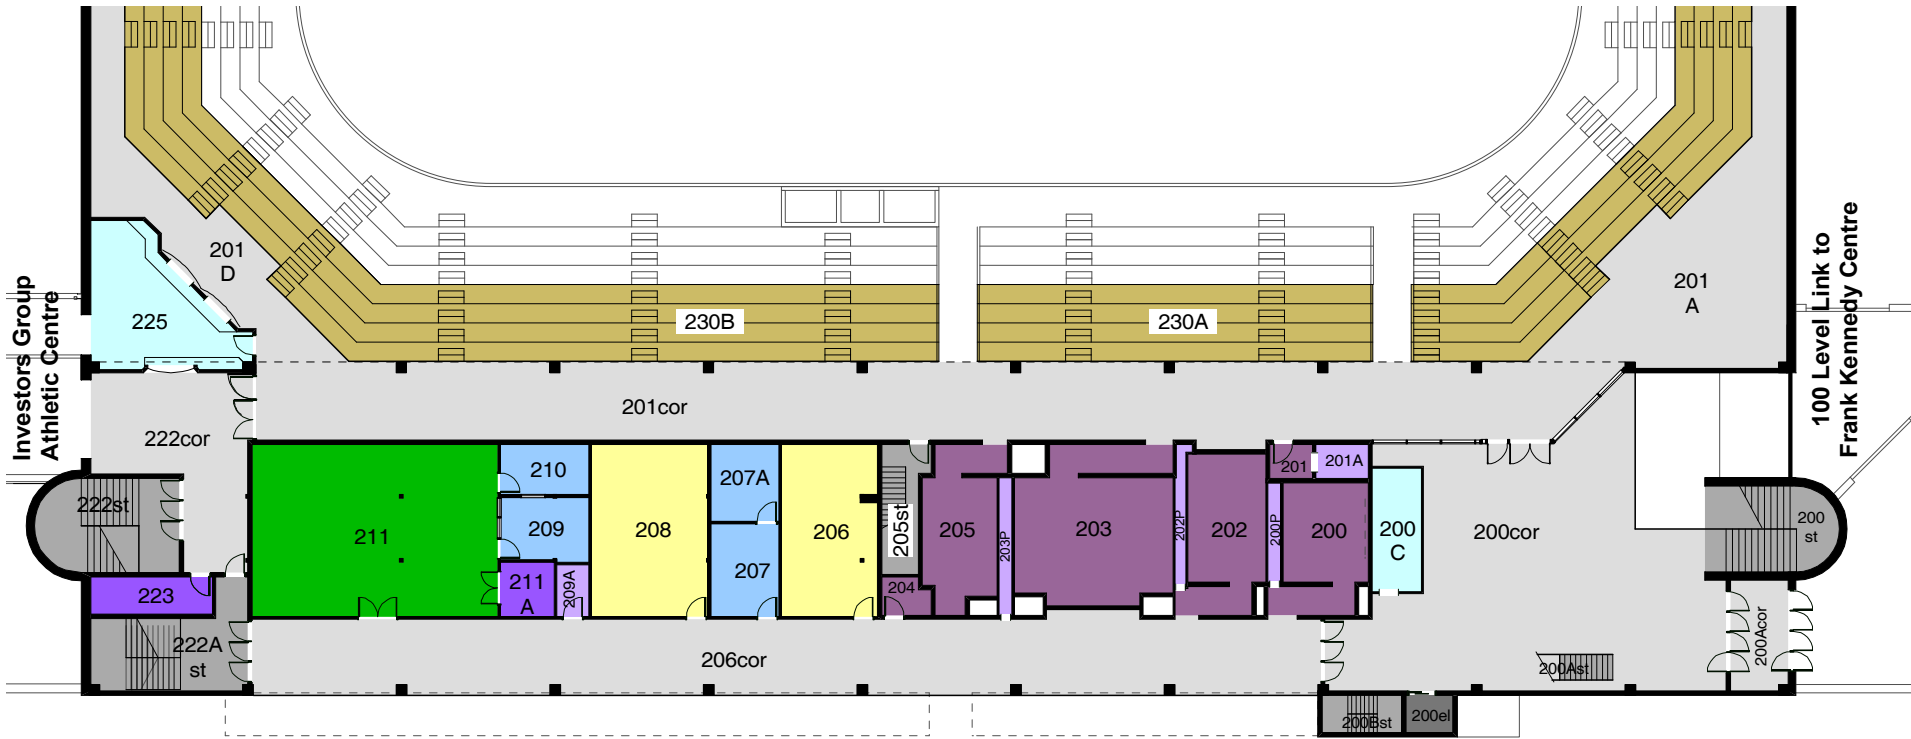 Investors Group
Athletic Centre
100 Level Link to
Frank Kennedy Centre
201
D
201
A
225
230B
230A
201cor
222cor
210
207A
201
201A
222st
211
209
208
206
205st
205
203P
203
202P
202
200P
200
200
C
200cor
200
st
207
211
A
209A
204
223
222A
st
206cor
200Ast
200Acor
200Bst
200el